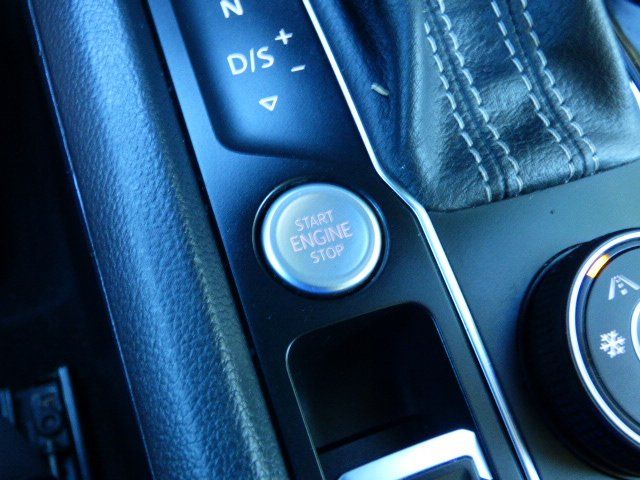 N
D/S + -
START
ENGINE
STOP